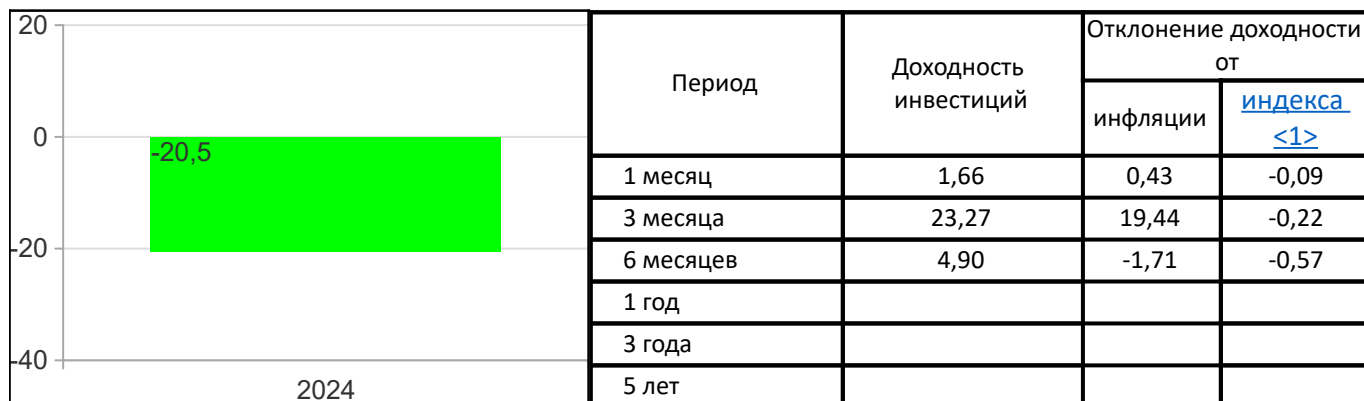 20
0
-20,5
-20
-40
2024
Период
Доходность
инвестиций
Отклонение доходности
от
инфляции
индекса
<1>
1 месяц 1,66 0,43 -0,09
3 месяца 23,27 19,44 -0,22
6 месяцев 4,90 -1,71 -0,57
1 год
3 года
5 лет